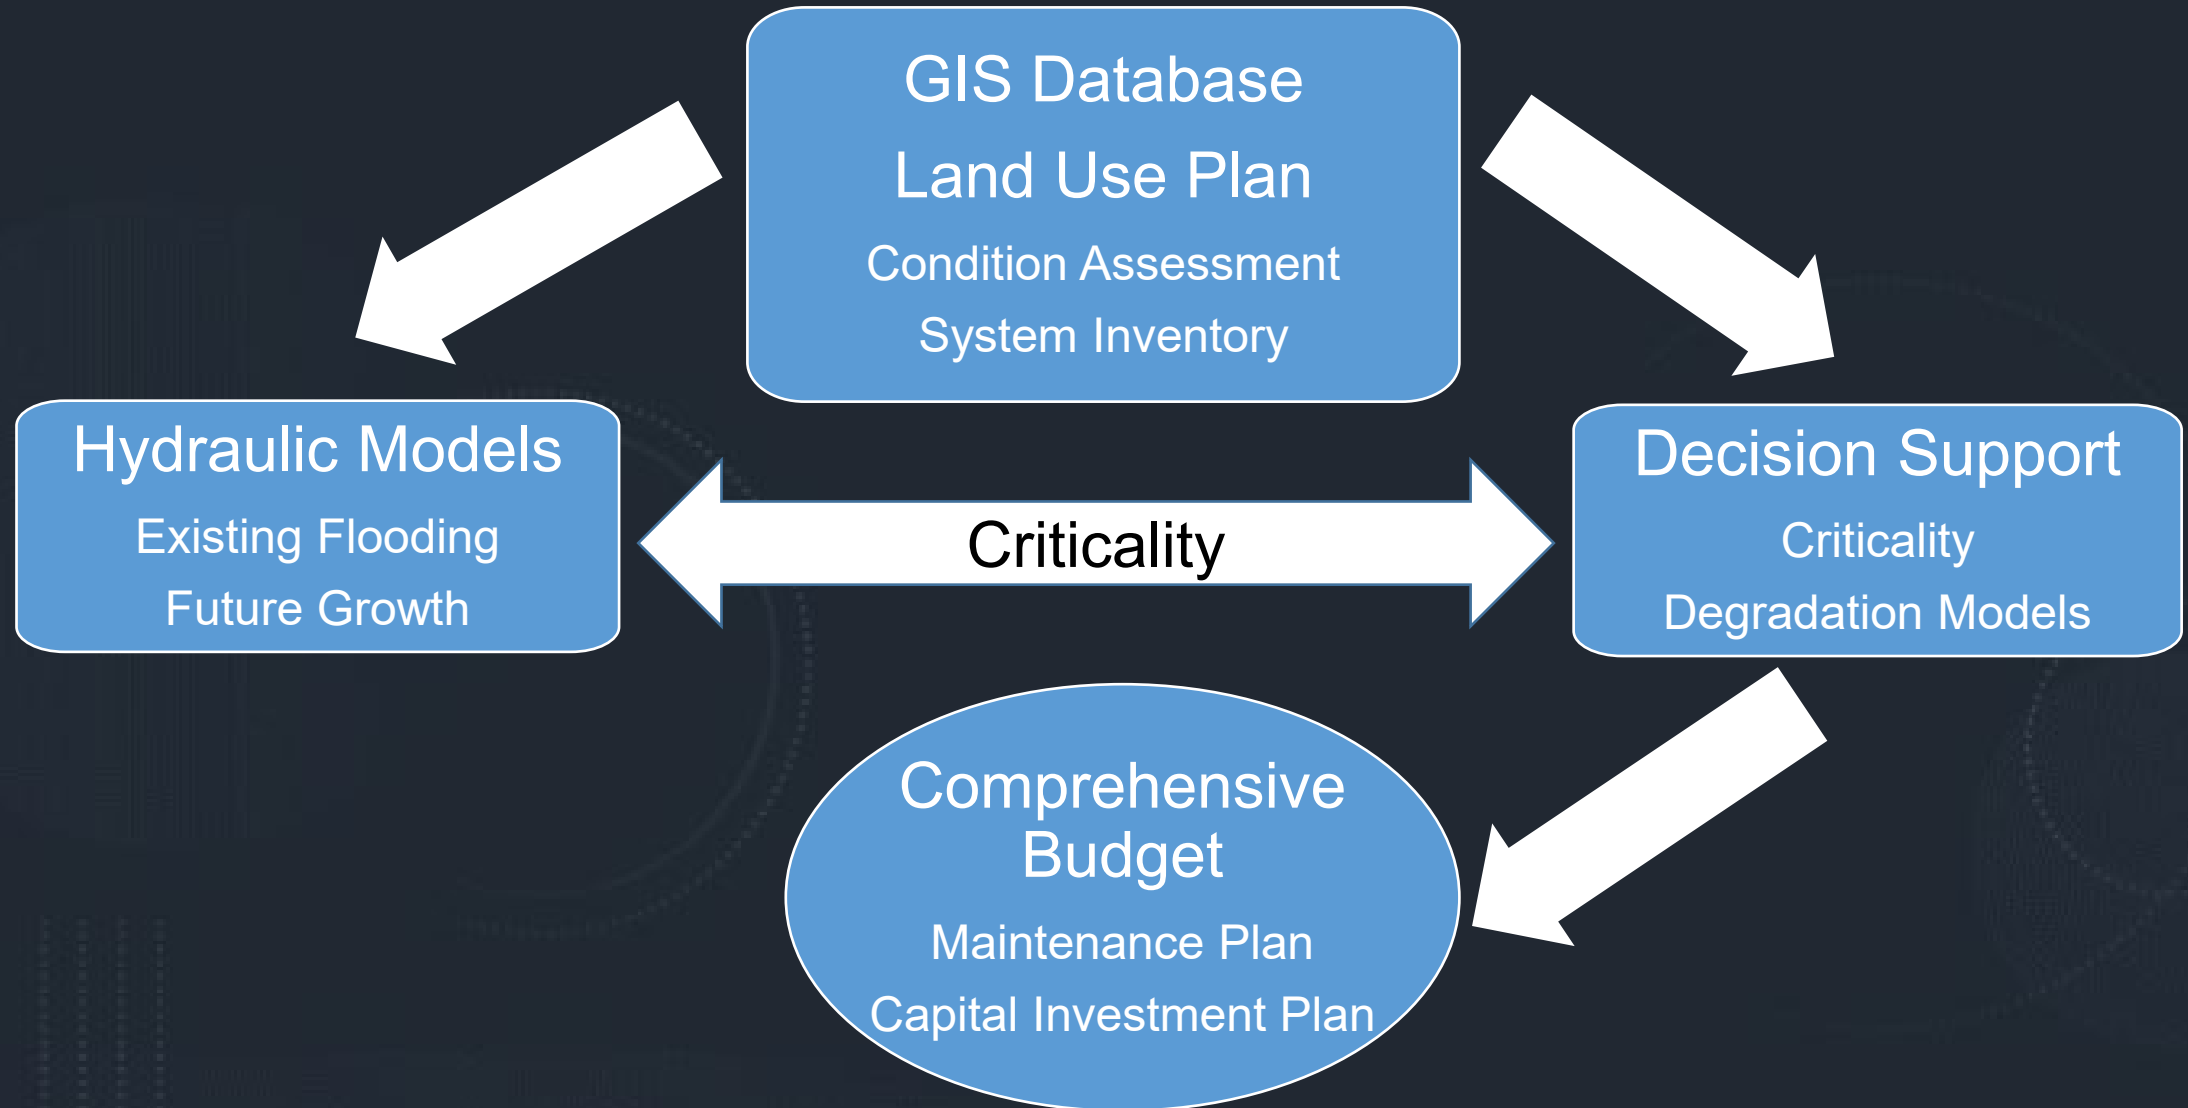 GIS Database
Land Use Plan
Condition Assessment
System Inventory
Hydraulic Models
Existing Flooding
Future Growth
Criticality
Decision Support
Criticality
Degradation Models
Comprehensive
Budget
Maintenance Plan
Capital Investment Plan